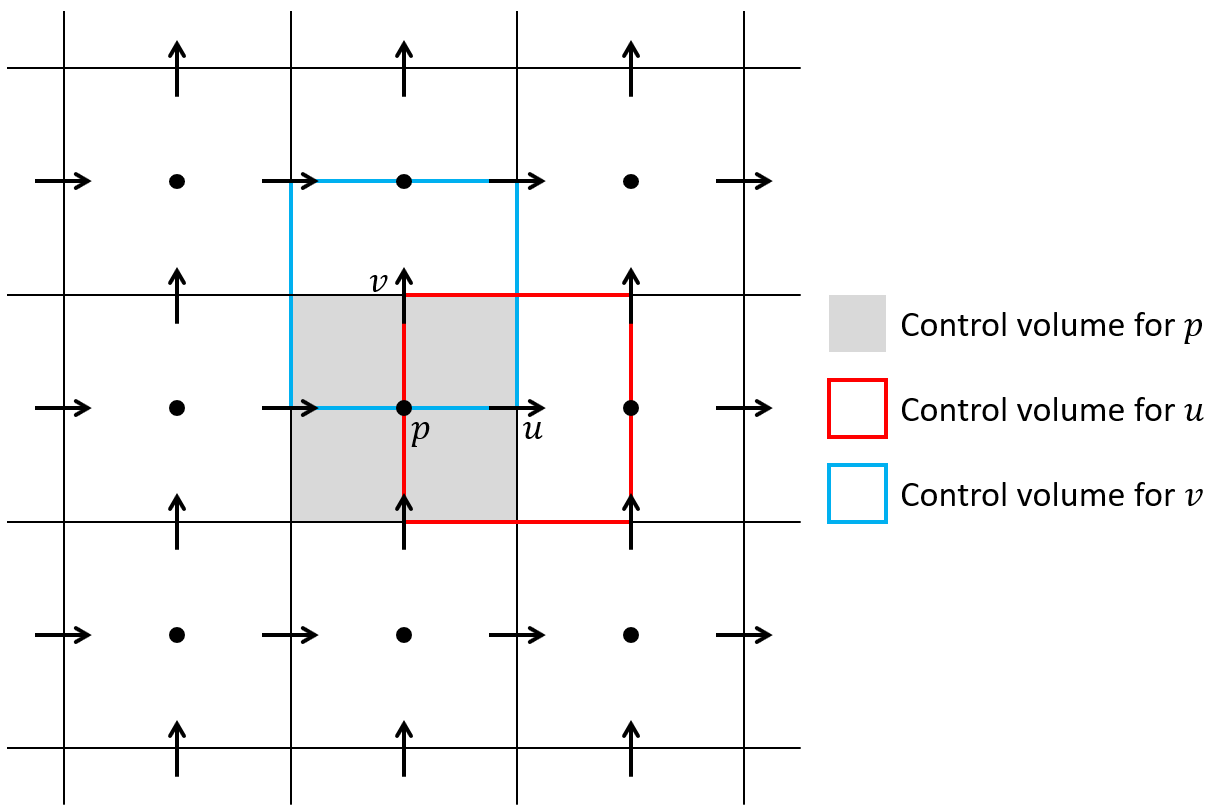 v
p
u
Control volume for p
Control volume for u
Control volume for v